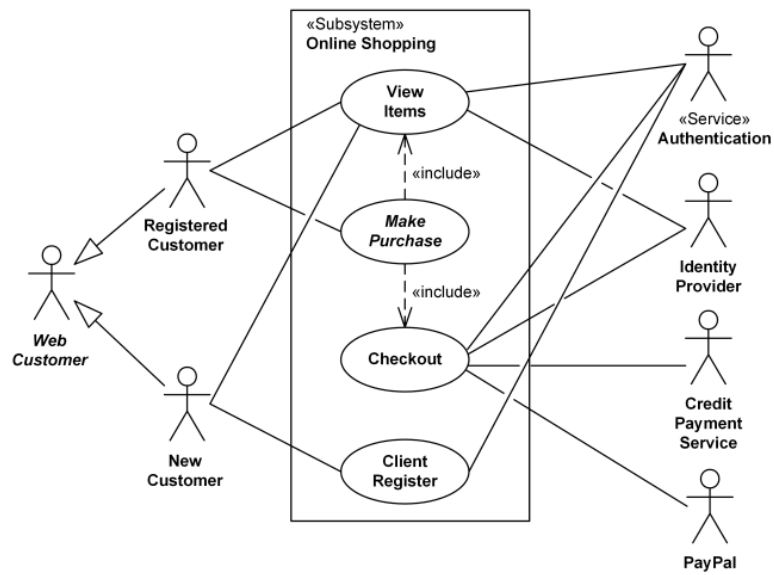 «Subsystem»
Online Shopping
View
Items
«include»
Make
Purchase
«include»
Checkout
Client
Register
Registered
Customer
Web
Customer
New
Customer
«Service»
Authentication
Identity
Provider
Credit
Payment
Service
PayPal